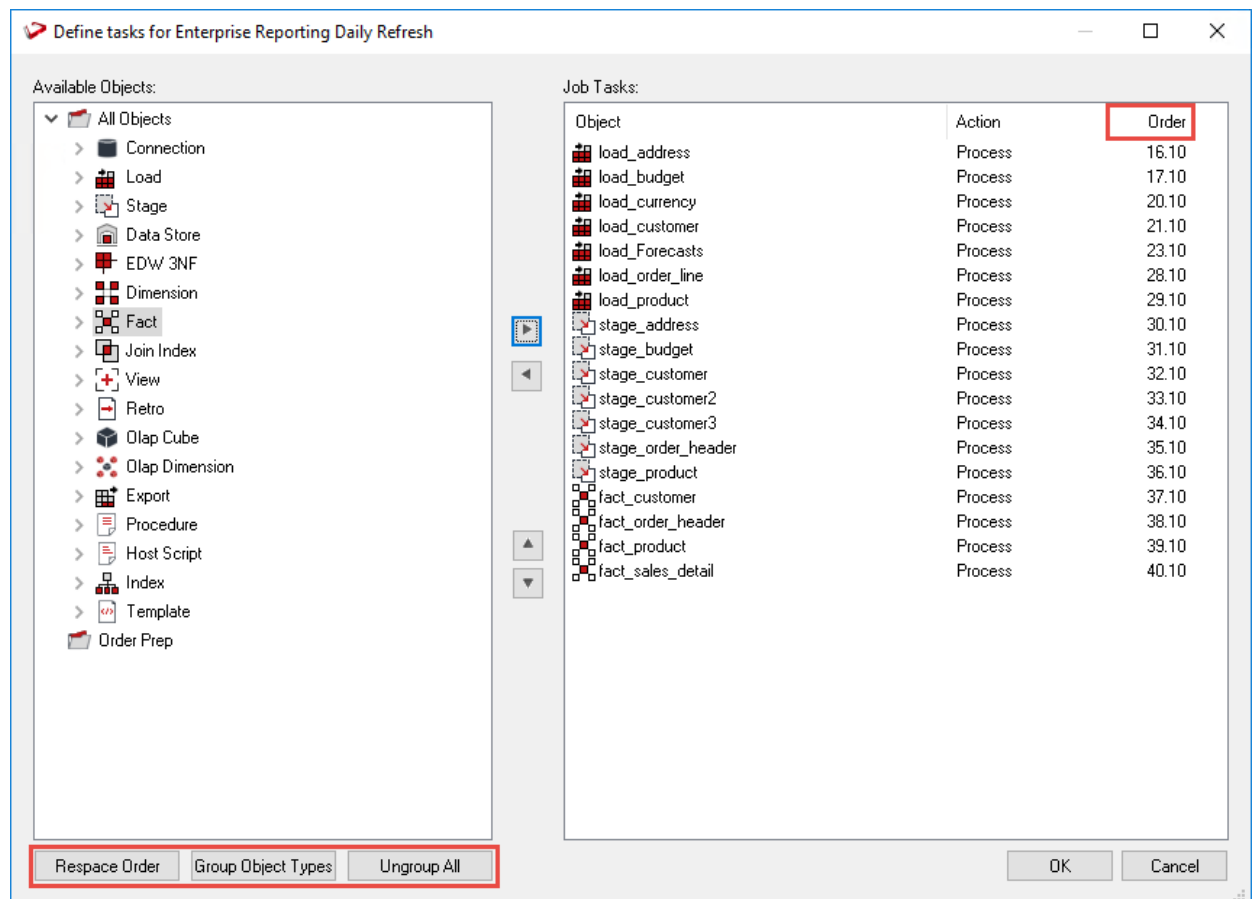 Define tasks for Enterprise Reporting Daily Refresh
Available Objects:
All Objects
Connection
Load
Stage
Data Store
EDW 3NF
Dimension
Fact
Join Index
View
Retro
Olap Cube
Olap Dimension
Export
Procedure
Host Script
Index
Template
Order Prep
Job Tasks:
Object Action Order
load_address Process 16.10
load_budget Process 17.10
load_currency Process 20.10
load_customer Process 21.10
load_Forecasts Process 23.10
load_order_line Process 28.10
load_product Process 29.10
stage_address Process 30.10
stage_budget Process 31.10
stage_customer Process 32.10
stage_customer2 Process 33.10
stage_customer3 Process 34.10
stage_order_header Process 35.10
stage_product Process 36.10
fact_customer Process 37.10
fact_order_header Process 38.10
fact_product Process 39.10
fact_sales_detail Process 40.10
Respace Order Group Object Types Ungroup All OK Cancel